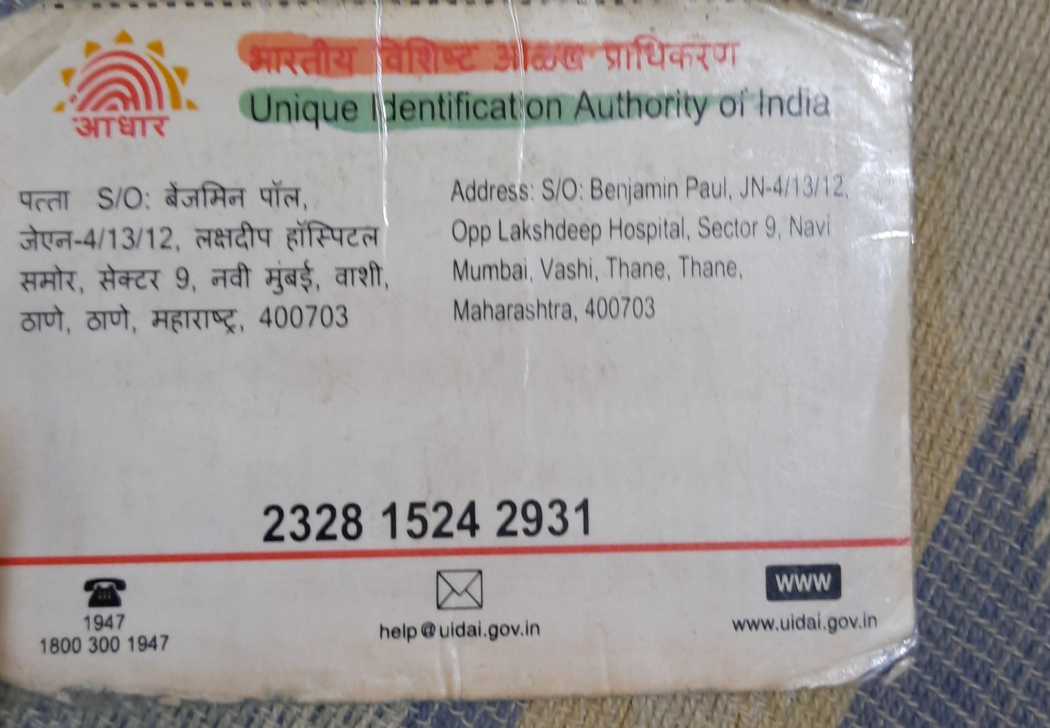 आधार
भारतीय विशिष्ट ओळख प्राधिकरण
Unique Identification Authority of India
पत्ता S/O: बेंजमिन पॉल,
जेएन-4/13/12, लक्षदीप हॉस्पिटल
समोर, सेक्टर 9, नवी मुंबई, वाशी,
ठाणे, ठाणे, महाराष्ट्र, 400703
Address: S/O: Benjamin Paul, JN-4/13/12,
Opp Lakshdeep Hospital, Sector 9, Navi
Mumbai, Vashi, Thane, Thane,
Maharashtra, 400703
2328 1524 2931
1947
1800 300 1947
help@uidai.gov.in
www
www.uidai.gov.in